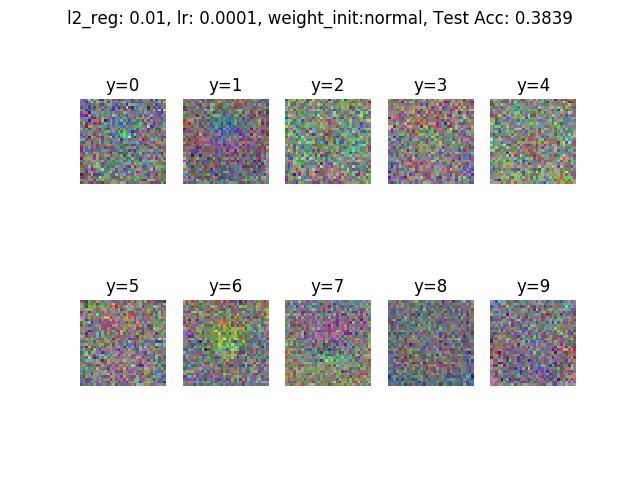 l2_reg: 0.01, lr: 0.0001, weight_init:normal, Test Acc: 0.3839
y=0 y=1 y=2 y=3 y=4
y=5 y=6 y=7 y=8 y=9